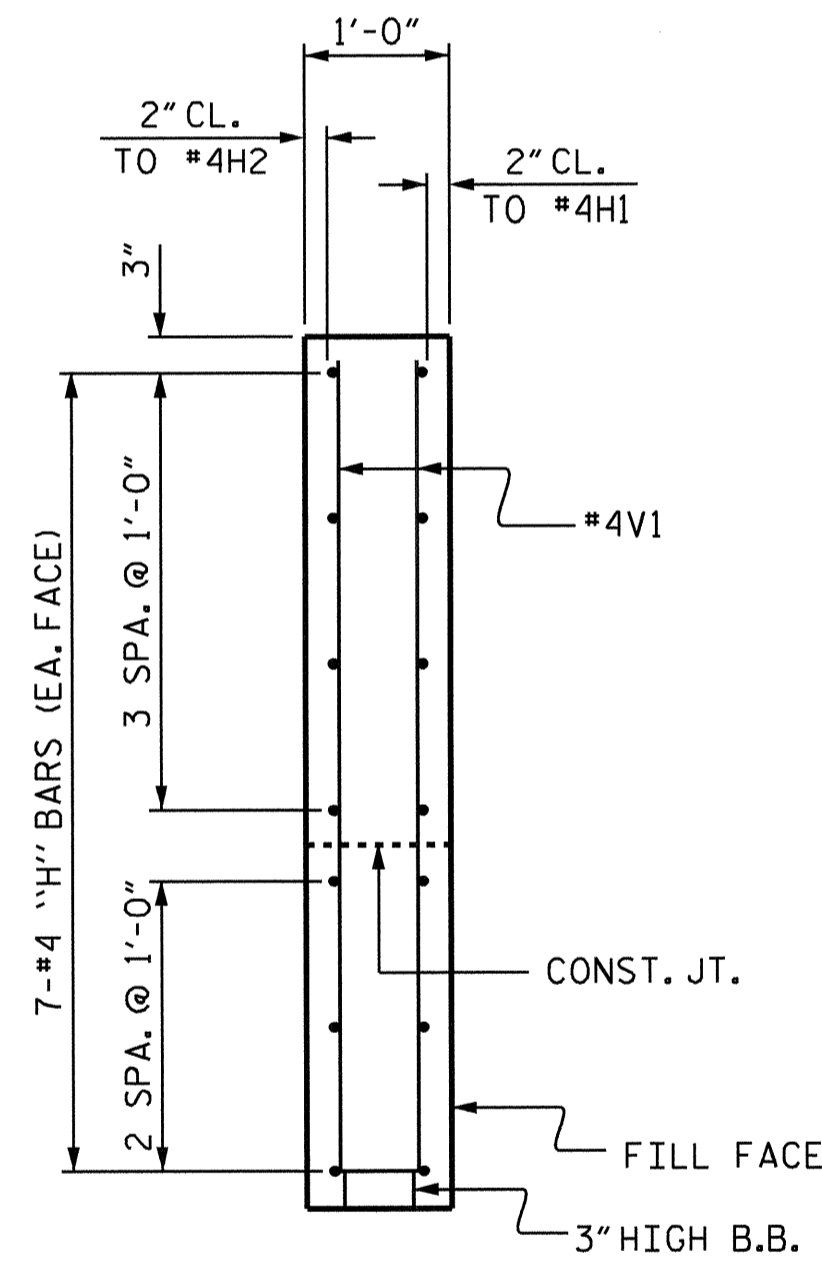 1'-0"
2" CL.
TO #4H2
2" CL.
TO #4H1
3"
3 SPA. @ 1'-0"
#4V1
7-#4 "H" BARS (EA. FACE)
2 SPA. @ 1'-0"
CONST. JT.
FILL FACE
3" HIGH B.B.